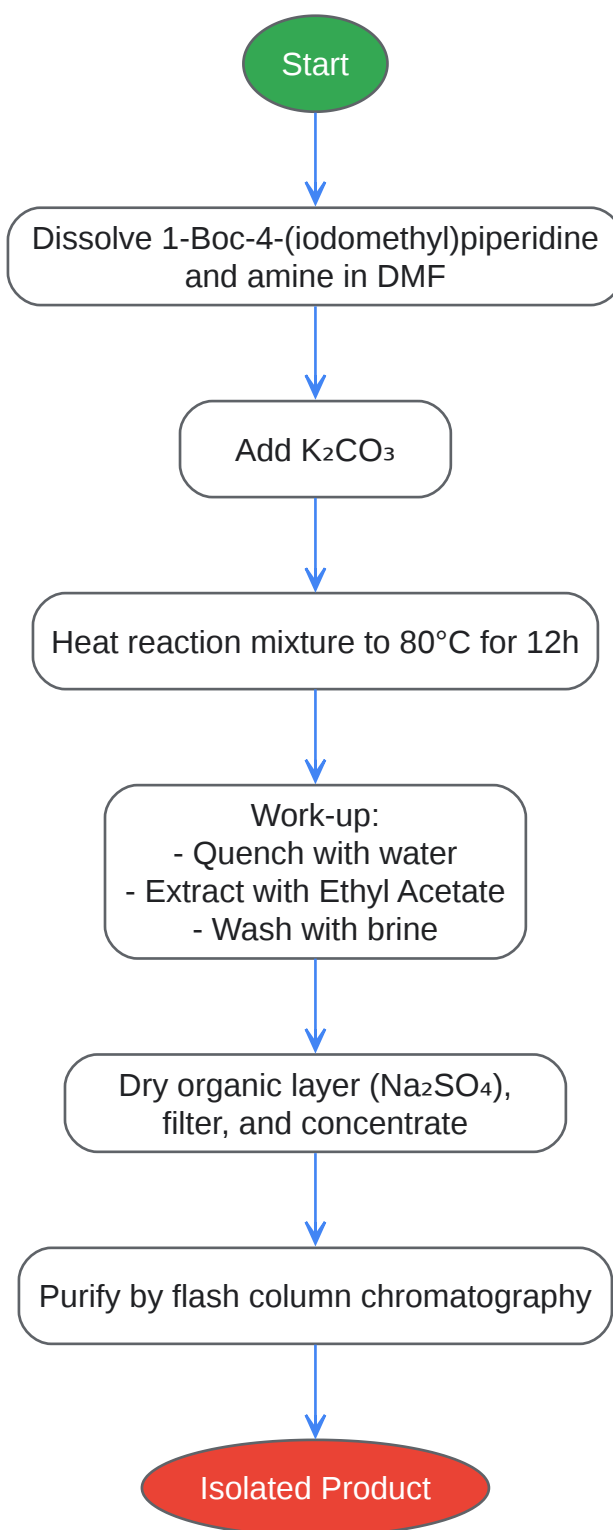 Start
Dissolve 1-Boc-4-(iodomethyl)piperidine
and amine in DMF
Add K₂CO₃
Heat reaction mixture to 80°C for 12h
Work-up:
- Quench with water
- Extract with Ethyl Acetate
- Wash with brine
Dry organic layer (Na₂SO₄),
filter, and concentrate
Purify by flash column chromatography
Isolated Product